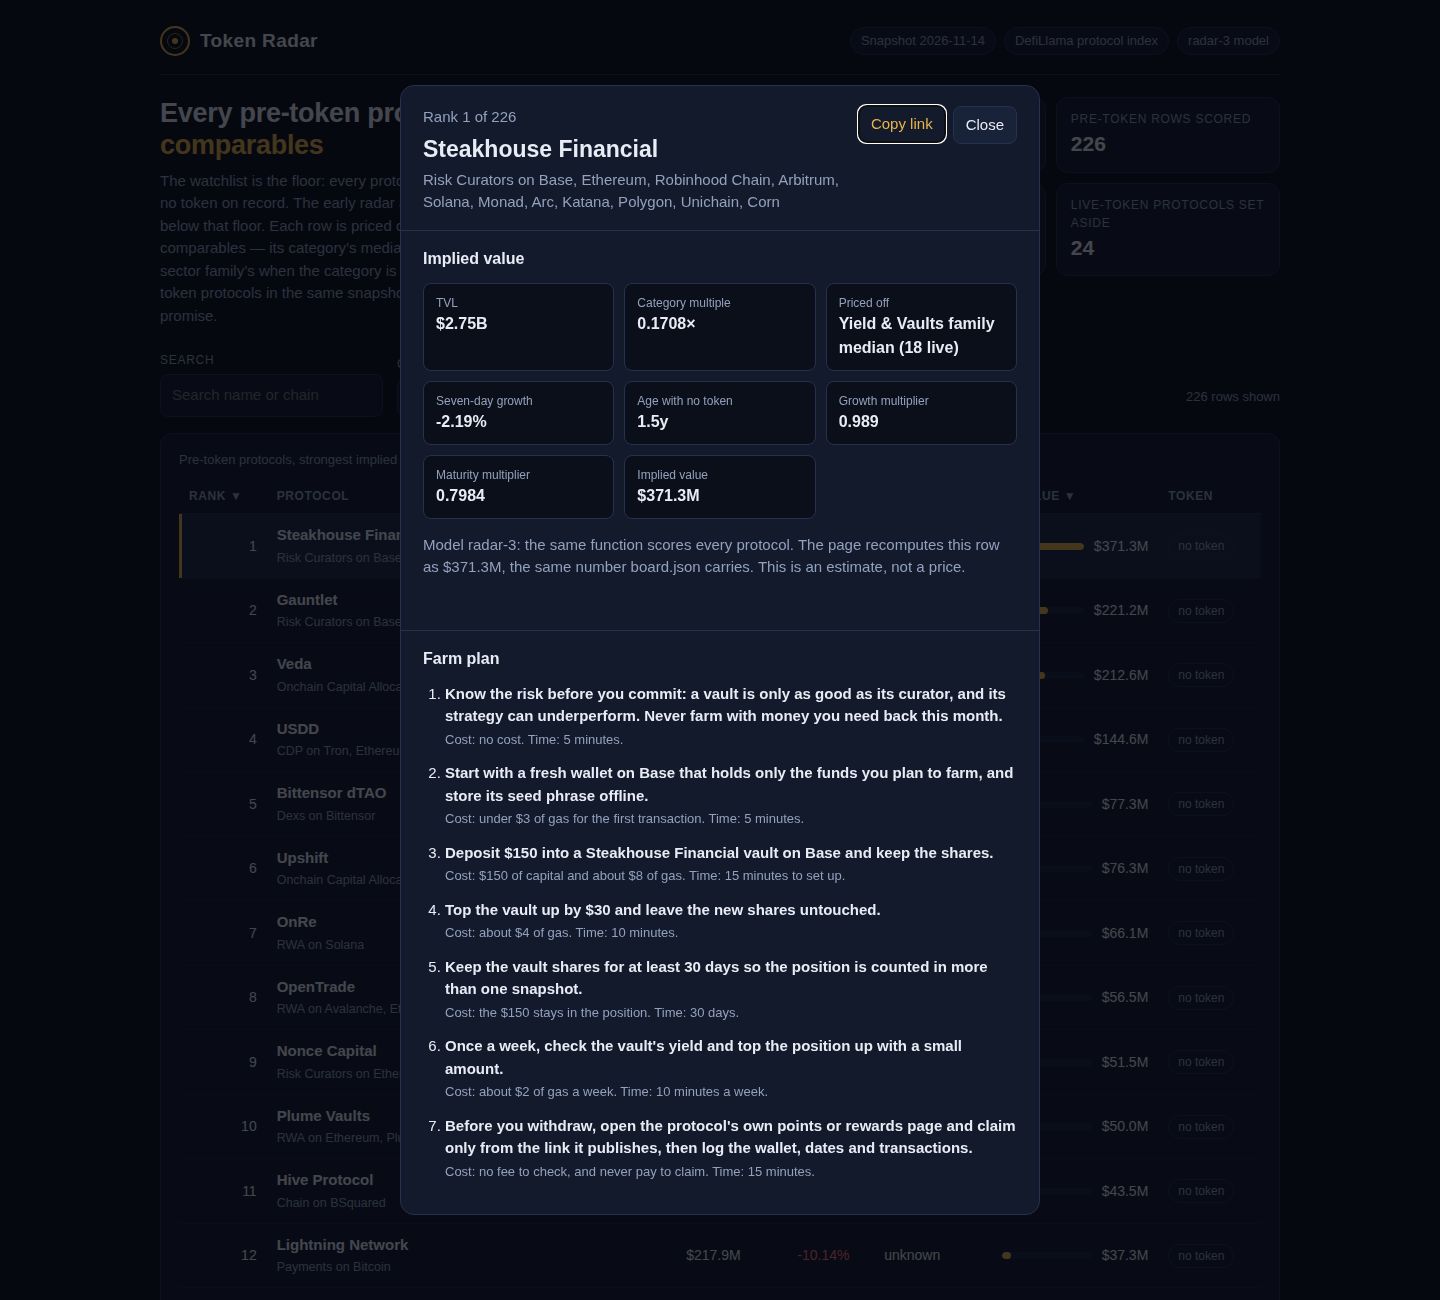 Token Radar
Snapshot 2026-11-14
DefiLlama protocol index
radar-3 model
Every pre-token
comparables
The watchlist is the floor: every
no token on record. The early radar
below that floor. Each row is priced
comparables — its category's
sector family's when the category is
token protocols in the same
promise.
PRE-TOKEN ROWS SCORED
226
LIVE-TOKEN PROTOCOLS SET
ASIDE
24
SEARCH
Search name or chain
226 rows shown
Pre-token protocols, strongest implied
RANK ▼
PROTOCOL
▼
TOKEN
1
Steakhouse
Risk Curators on Base
$371.3M
no token
2
Gauntlet
Risk Curators on Base
$221.2M
no token
3
Veda
Onchain Capital
$212.6M
no token
4
USDD
CDP on Tron,
$144.6M
no token
5
Bittensor dTAO
Dexs on Bittensor
$77.3M
no token
6
Upshift
Onchain Capital
$76.3M
no token
7
OnRe
RWA on Solana
$66.1M
no token
8
OpenTrade
RWA on Avalanche,
$56.5M
no token
9
Nonce Capital
Risk Curators on
$51.5M
no token
10
Plume Vaults
RWA on Ethereum,
$50.0M
no token
11
Hive Protocol
Chain on BSquared
$43.5M
no token
12
Lightning Network
Payments on Bitcoin
$217.9M
-10.14%
unknown
$37.3M
no token
Rank 1 of 226
Copy link
Close
Steakhouse Financial
Risk Curators on Base, Ethereum, Robinhood Chain, Arbitrum,
Solana, Monad, Arc, Katana, Polygon, Unichain, Corn
Implied value
TVL
$2.75B
Category multiple
0.1708×
Priced off
Yield & Vaults family
median (18 live)
Seven-day growth
-2.19%
Age with no token
1.5y
Growth multiplier
0.989
Maturity multiplier
0.7984
Implied value
$371.3M
Model radar-3: the same function scores every protocol. The page recomputes this row
as $371.3M, the same number board.json carries. This is an estimate, not a price.
Farm plan
1. Know the risk before you commit: a vault is only as good as its curator, and its
strategy can underperform. Never farm with money you need back this month.
Cost: no cost. Time: 5 minutes.
2. Start with a fresh wallet on Base that holds only the funds you plan to farm, and
store its seed phrase offline.
Cost: under $3 of gas for the first transaction. Time: 5 minutes.
3. Deposit $150 into a Steakhouse Financial vault on Base and keep the shares.
Cost: $150 of capital and about $8 of gas. Time: 15 minutes to set up.
4. Top the vault up by $30 and leave the new shares untouched.
Cost: about $4 of gas. Time: 10 minutes.
5. Keep the vault shares for at least 30 days so the position is counted in more
than one snapshot.
Cost: the $150 stays in the position. Time: 30 days.
6. Once a week, check the vault's yield and top the position up with a small
amount.
Cost: about $2 of gas a week. Time: 10 minutes a week.
7. Before you withdraw, open the protocol's own points or rewards page and claim
only from the link it publishes, then log the wallet, dates and transactions.
Cost: no fee to check, and never pay to claim. Time: 15 minutes.